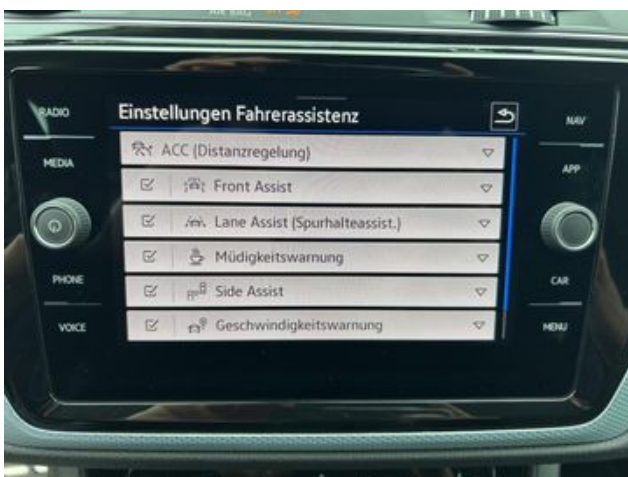 RADIO
MEDIA
PHONE
VOICE
Einstellungen Fahrerassistenz
ACC (Distanzregelung)
Front Assist
Lane Assist (Spurhalteassist.)
Müdigkeitswarnung
Side Assist
Geschwindigkeitswarnung
NAV
APP
CAR
MENU